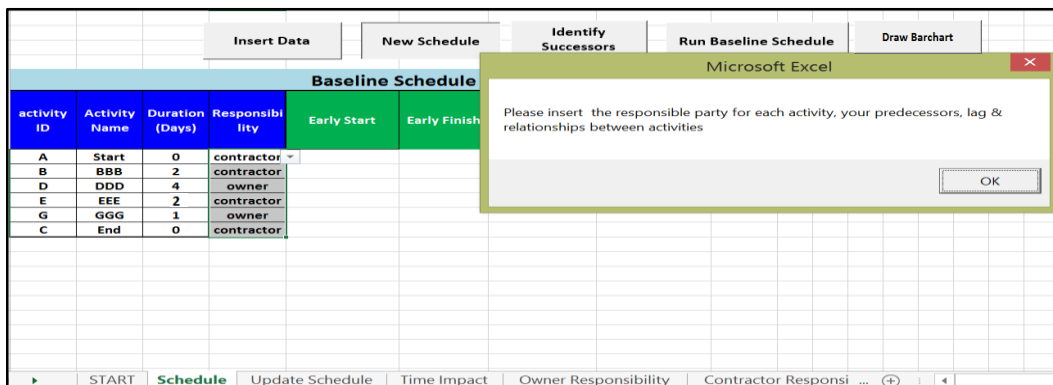 Insert Data
New Schedule
Identify
Successors
Run Baseline Schedule
Draw Barchart
Baseline Schedule
Microsoft Excel
Please insert the responsible party for each activity, your predecessors, lag &
relationships between activities
OK
activity ID Activity Name Duration (Days) Responsibi lity Early Start Early Finish
A Start 0 contractor
B BBB 2 contractor
D DDD 4 owner
E EEE 2 contractor
G GGG 1 owner
C End 0 contractor
START Schedule Update Schedule Time Impact Owner Responsibility Contractor Responsi ...